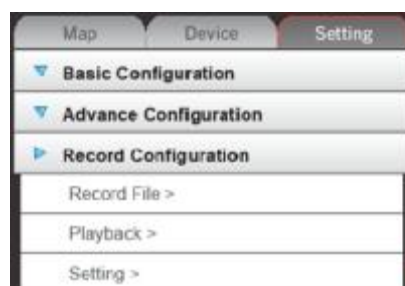 Map Device Setting
Basic Configuration
Advance Configuration
Record Configuration
Record File >
Playback >
Setting >